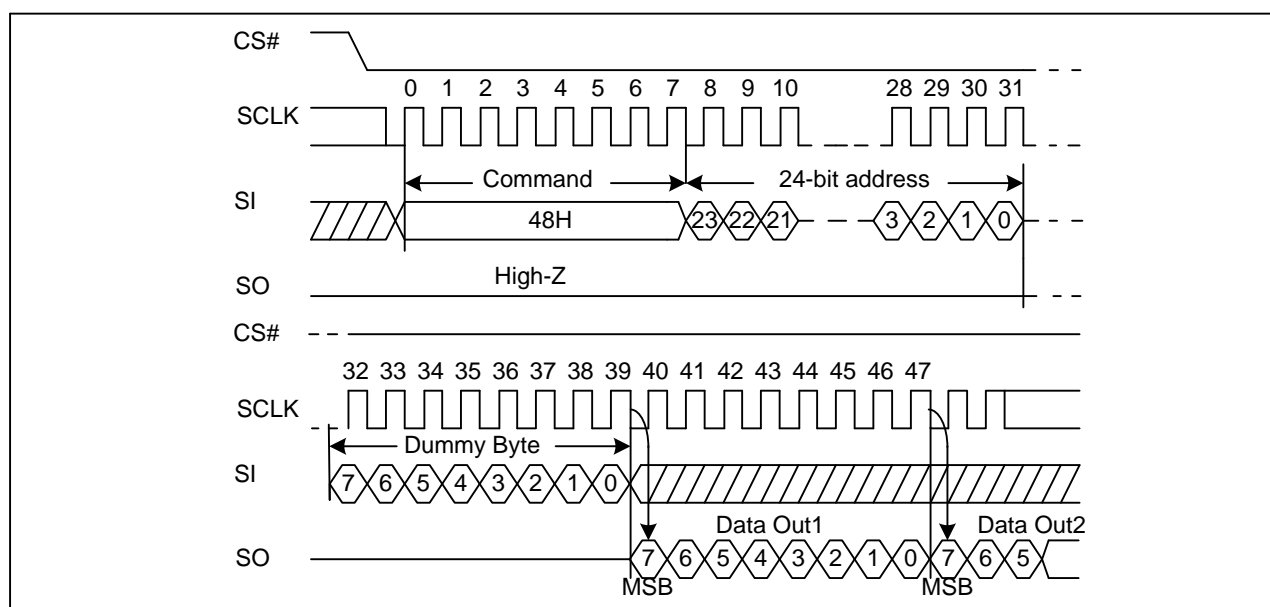 CS#
0 1 2 3 4 5 6 7 8 9 10 28 29 30 31
SCLK
Command 24-bit address
SI
48H 23 22 21 3 2 1 0
High-Z
SO
CS#
32 33 34 35 36 37 38 39 40 41 42 43 44 45 46 47
SCLK
Dummy Byte
SI
7 6 5 4 3 2 1 0
Data Out1 Data Out2
SO
7 6 5 4 3 2 1 0 7 6 5
MSB MSB